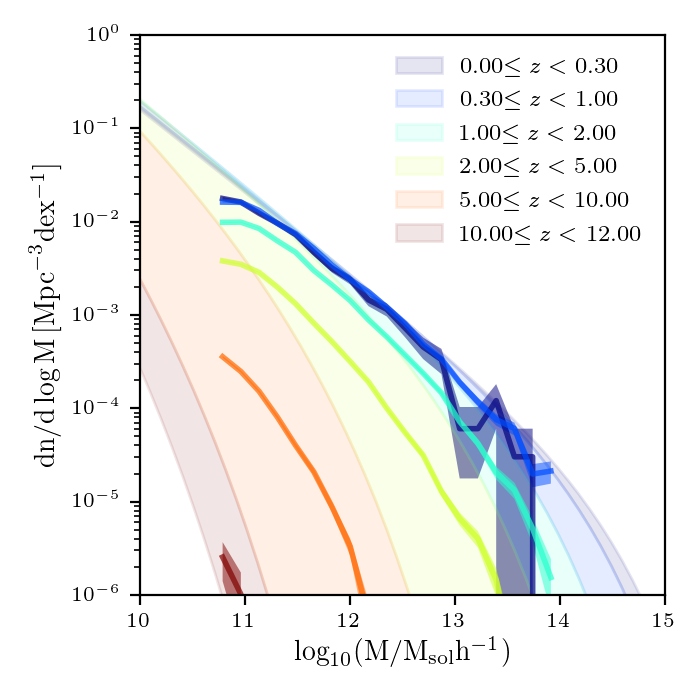 10⁰
10⁻¹
10⁻²
10⁻³
10⁻⁴
10⁻⁵
10⁻⁶
dn/d log M [Mpc⁻³dex⁻¹]
0.00≤ z < 0.30
0.30≤ z < 1.00
1.00≤ z < 2.00
2.00≤ z < 5.00
5.00≤ z < 10.00
10.00≤ z < 12.00
10 11 12 13 14 15
log₁₀(M/M_sol h⁻¹)